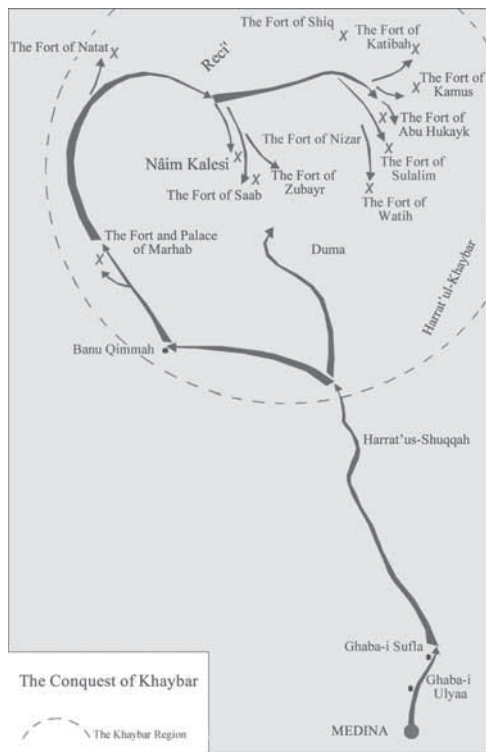 The Fort of Shiq
The Fort of
Katibah
The Fort of Natat
Reci'
The Fort of
Kamus
The Fort of
Abu Hukayk
The Fort of Nizar
Nâim Kalesi
The Fort of
Zubayr
The Fort of
Sulalim
The Fort of Saab
The Fort of
Watih
The Fort and Palace
of Marhab
Duma
Harrat'ul-Khaybar
Banu Qimmah
Harrat'us-Shuqqah
Ghaba-i Sufla
Ghaba-i
Ulyaa
MEDINA
The Conquest of Khaybar
The Khaybar Region